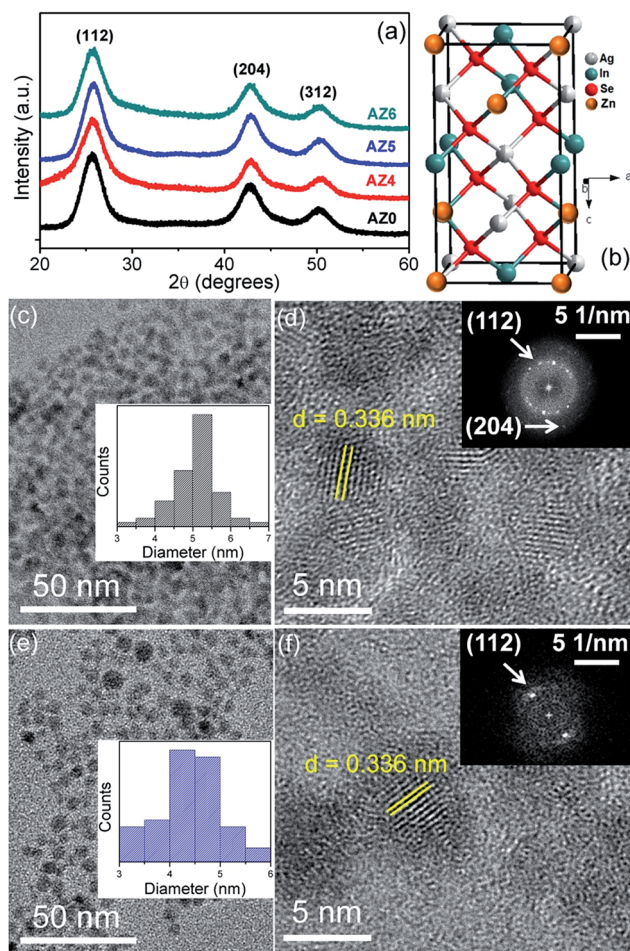 (a)
(112)
(204)
(312)
AZ6
AZ5
AZ4
AZ0
Intensity (a.u.)
20 30 40 50 60
2θ (degrees)
Ag
In
Se
Zn
a
b
c
(b)
(c)
Counts
3 4 5 6 7
Diameter (nm)
50 nm
(d)
d = 0.336 nm
5 nm
(112)
5 1/nm
(204)
(e)
Counts
3 4 5 6
Diameter (nm)
50 nm
(f)
d = 0.336 nm
5 nm
(112)
5 1/nm